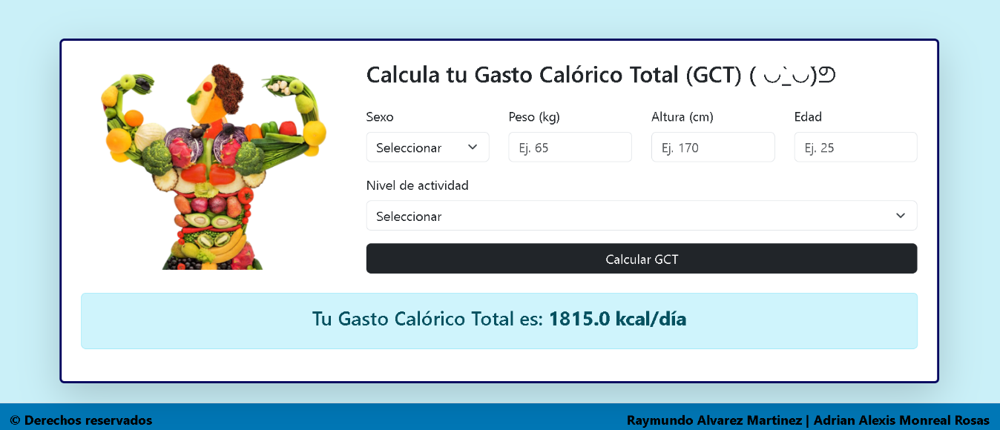 Calcula tu Gasto Calórico Total (GCT) ( ◡̀_◡́)ᕤ
Sexo Peso (kg) Altura (cm) Edad
Seleccionar Ej. 65 Ej. 170 Ej. 25
Nivel de actividad
Seleccionar
Calcular GCT
Tu Gasto Calórico Total es: 1815.0 kcal/día
© Derechos reservados Raymundo Alvarez Martinez | Adrian Alexis Monreal Rosas